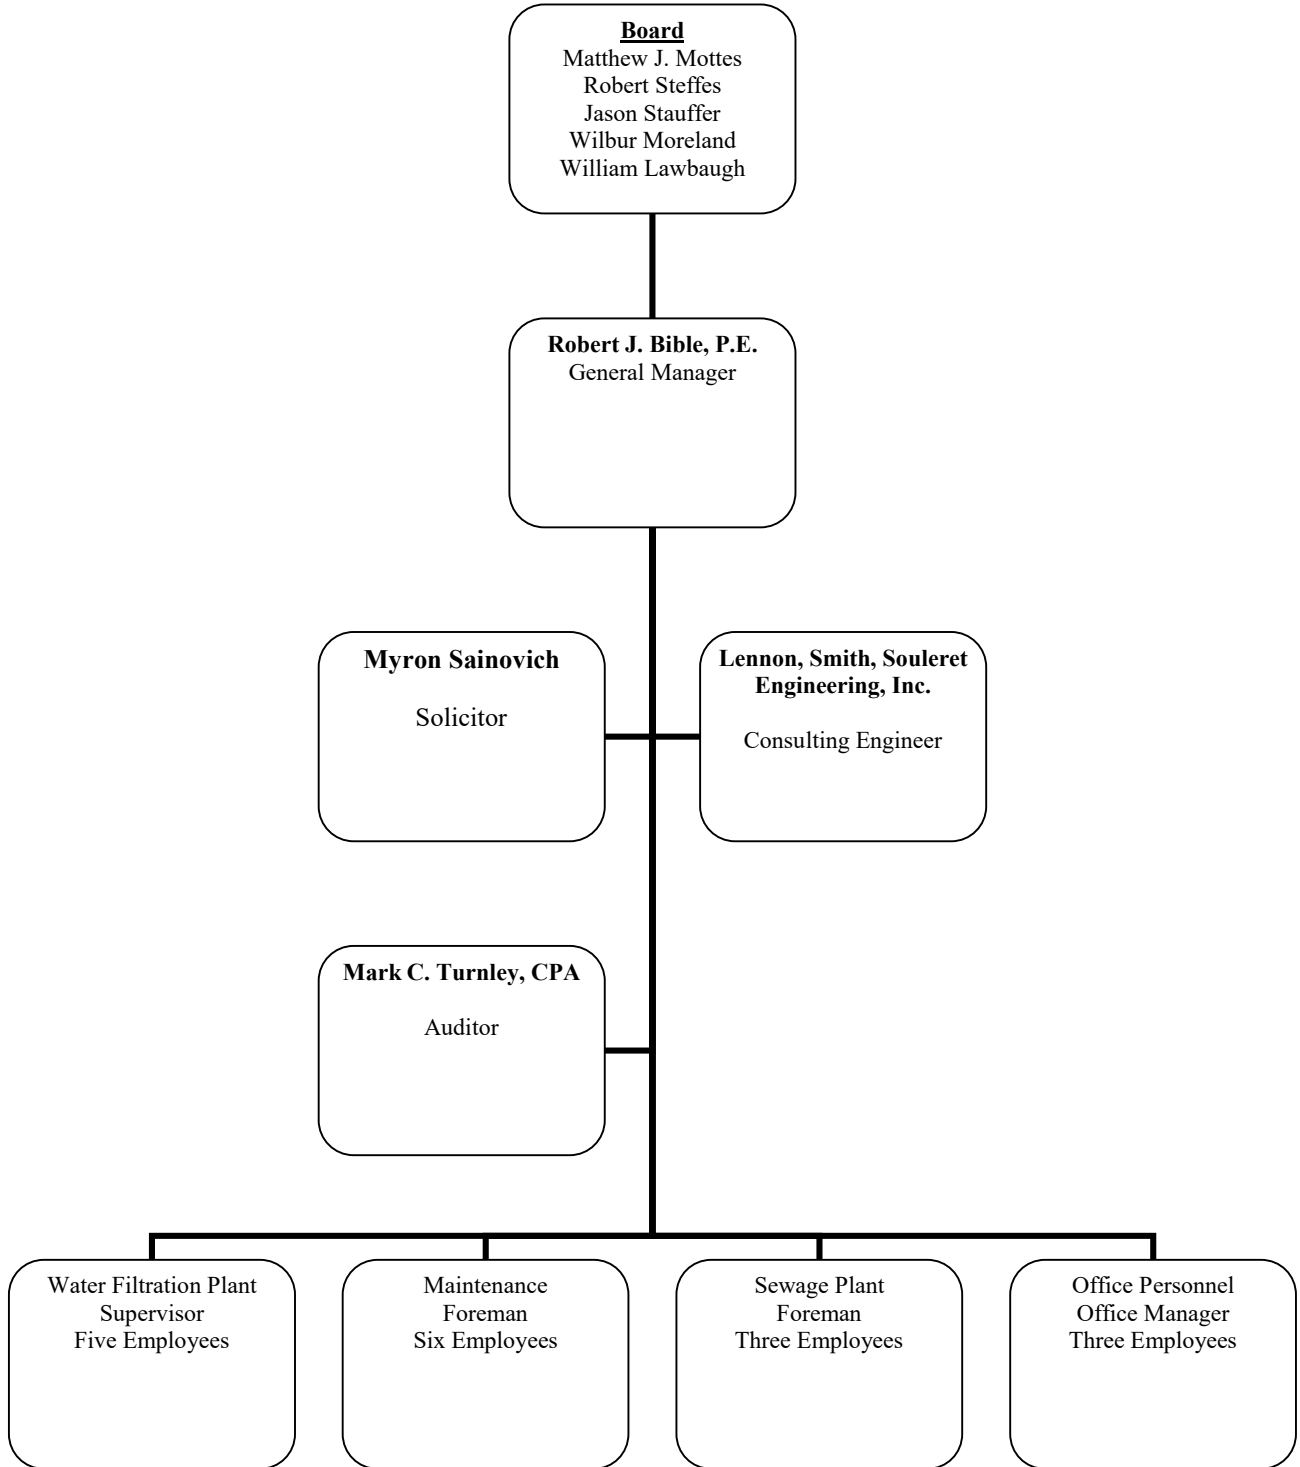 Board
Matthew J. Mottes
Robert Steffes
Jason Stauffer
Wilbur Moreland
William Lawbaugh
Robert J. Bible, P.E.
General Manager
Myron Sainovich
Solicitor
Lennon, Smith, Souleret
Engineering, Inc.
Consulting Engineer
Mark C. Turnley, CPA
Auditor
Water Filtration Plant
Supervisor
Five Employees
Maintenance
Foreman
Six Employees
Sewage Plant
Foreman
Three Employees
Office Personnel
Office Manager
Three Employees